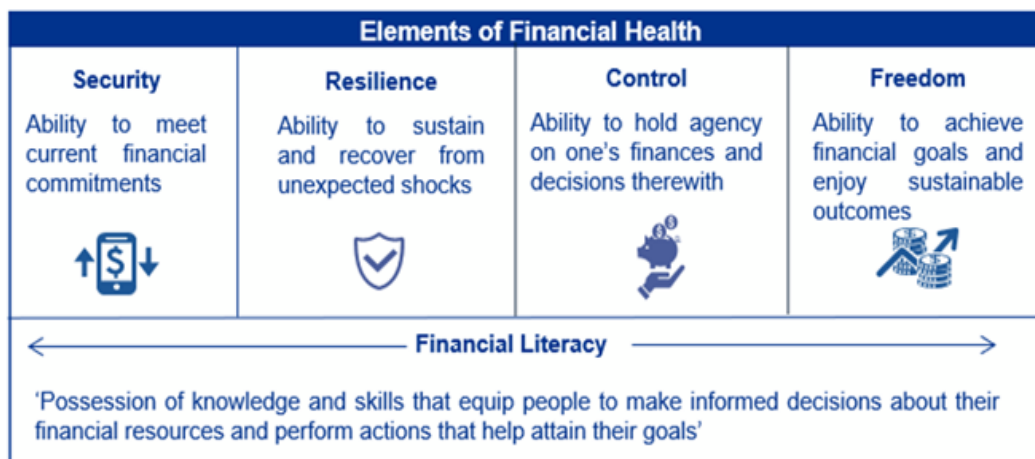 Elements of Financial Health
Security
Ability to meet
current financial
commitments
Resilience
Ability to sustain
and recover from
unexpected shocks
Control
Ability to hold agency
on one's finances and
decisions therewith
Freedom
Ability to achieve
financial goals and
enjoy sustainable
outcomes
$
$ $
Financial Literacy
'Possession of knowledge and skills that equip people to make informed decisions about their
financial resources and perform actions that help attain their goals'